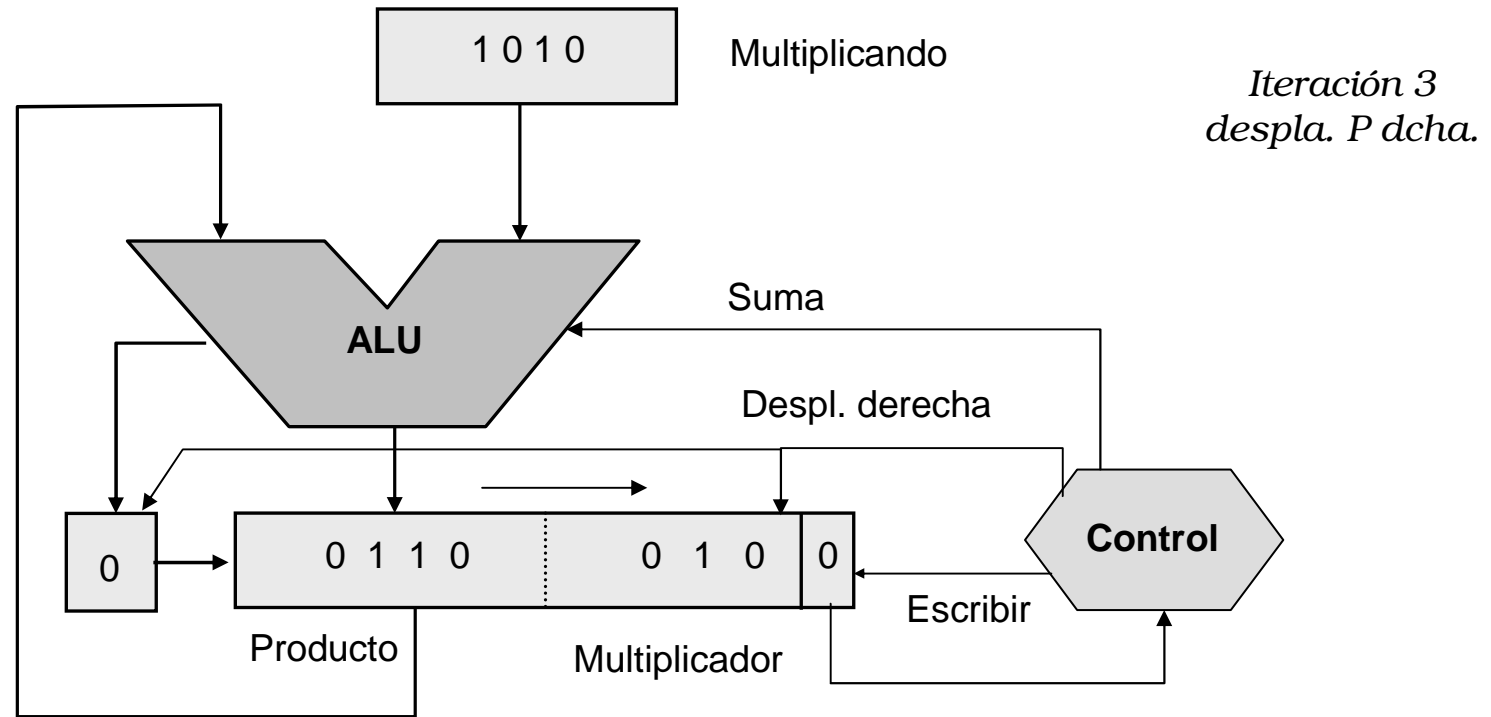 1 0 1 0
Multiplicando
Iteración 3
despla. P dcha.
Suma
ALU
Despl. derecha
Control
0
0 1 1 0
0 1 0
0
Escribir
Producto
Multiplicador